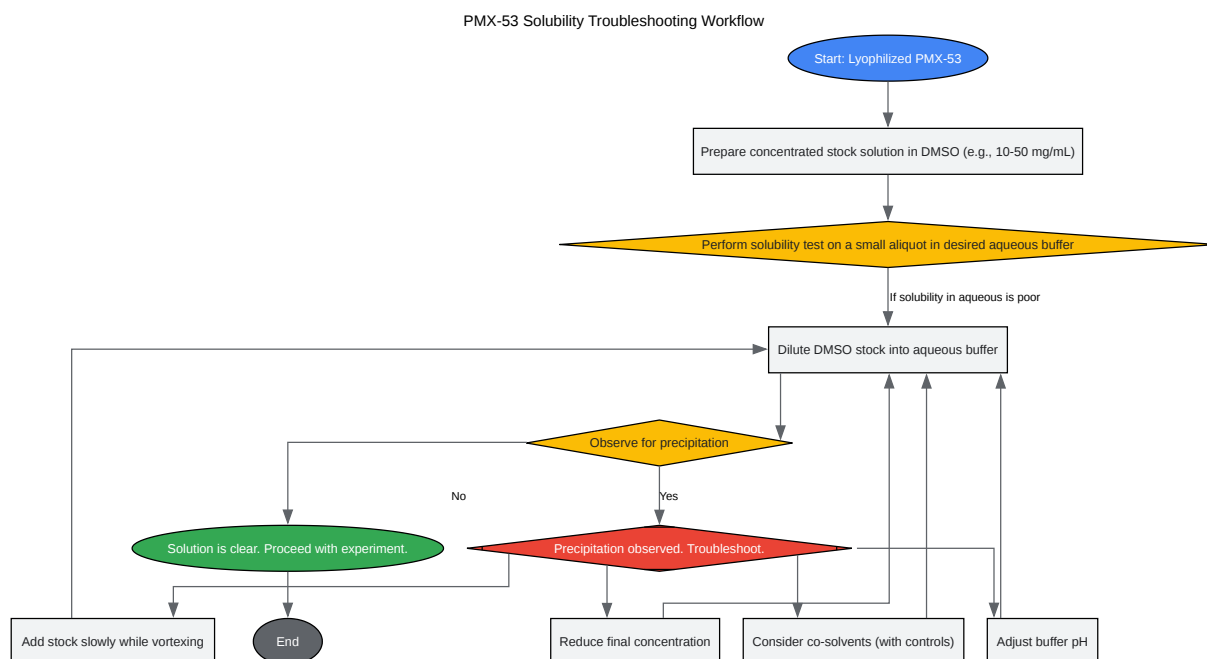 PMX-53 Solubility Troubleshooting Workflow
Start: Lyophilized PMX-53
Prepare concentrated stock solution in DMSO (e.g., 10-50 mg/mL)
Perform solubility test on a small aliquot in desired aqueous buffer
If solubility in aqueous is poor
Dilute DMSO stock into aqueous buffer
Observe for precipitation
No
Yes
Solution is clear. Proceed with experiment.
Precipitation observed. Troubleshoot.
Add stock slowly while vortexing
End
Reduce final concentration
Consider co-solvents (with controls)
Adjust buffer pH